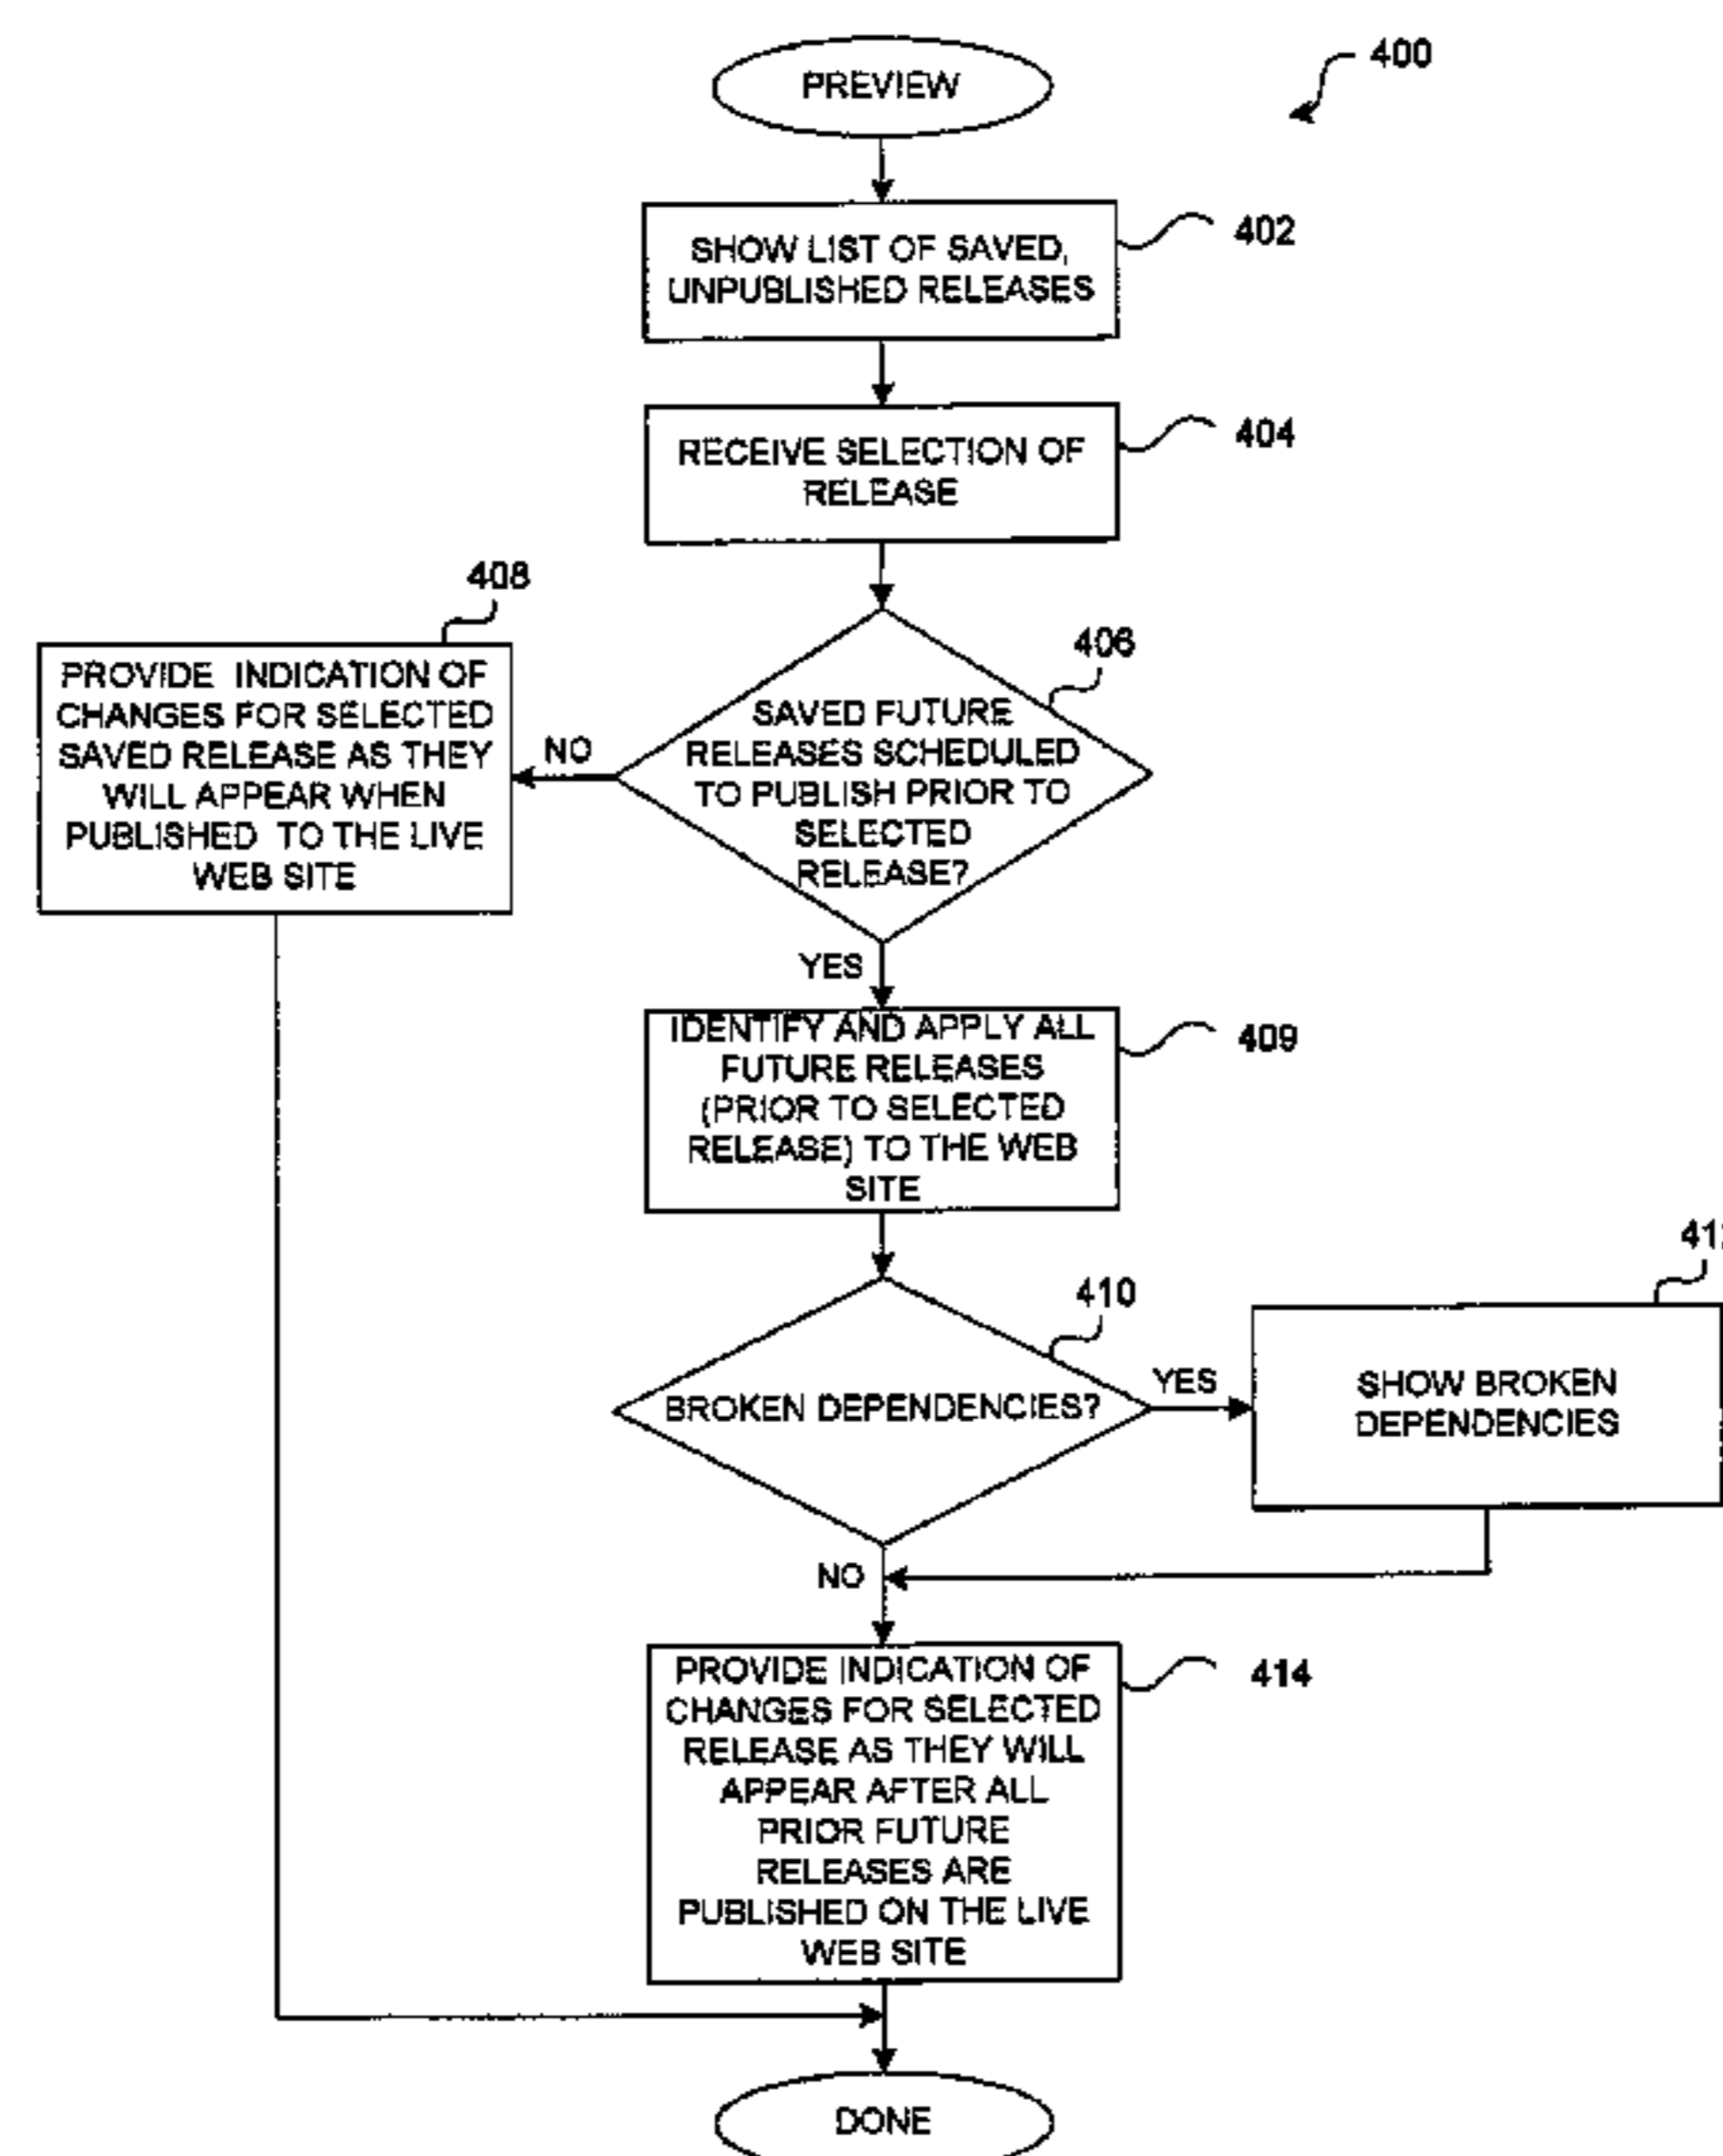 PREVIEW
400
SHOW LIST OF SAVED,
UNPUBLISHED RELEASES
402
RECEIVE SELECTION OF
RELEASE
404
SAVED FUTURE
RELEASES SCHEDULED
TO PUBLISH PRIOR TO
SELECTED
RELEASE?
406
NO
408
PROVIDE INDICATION OF
CHANGES FOR SELECTED
SAVED RELEASE AS THEY
WILL APPEAR WHEN
PUBLISHED TO THE LIVE
WEB SITE
YES
IDENTIFY AND APPLY ALL
FUTURE RELEASES
(PRIOR TO SELECTED
RELEASE) TO THE WEB
SITE
409
BROKEN DEPENDENCIES?
410
YES
SHOW BROKEN
DEPENDENCIES
NO
PROVIDE INDICATION OF
CHANGES FOR SELECTED
RELEASE AS THEY WILL
APPEAR AFTER ALL
PRIOR FUTURE
RELEASES ARE
PUBLISHED ON THE LIVE
WEB SITE
414
DONE